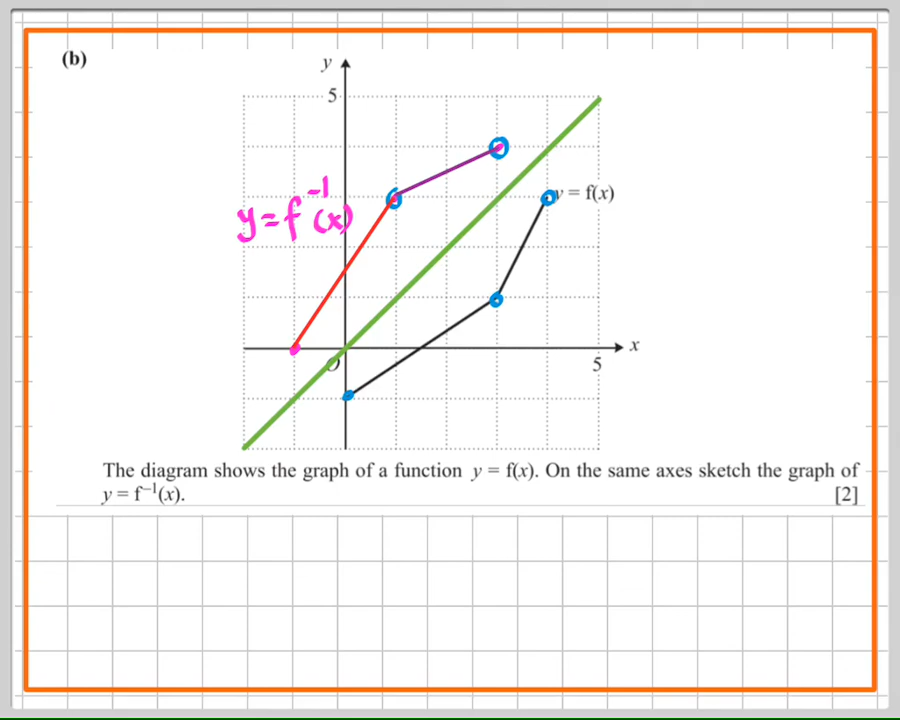 (b)
y
5
y = f(x)
y = f⁻¹(x)
x
O
5
The diagram shows the graph of a function y = f(x). On the same axes sketch the graph of
y = f⁻¹(x). [2]